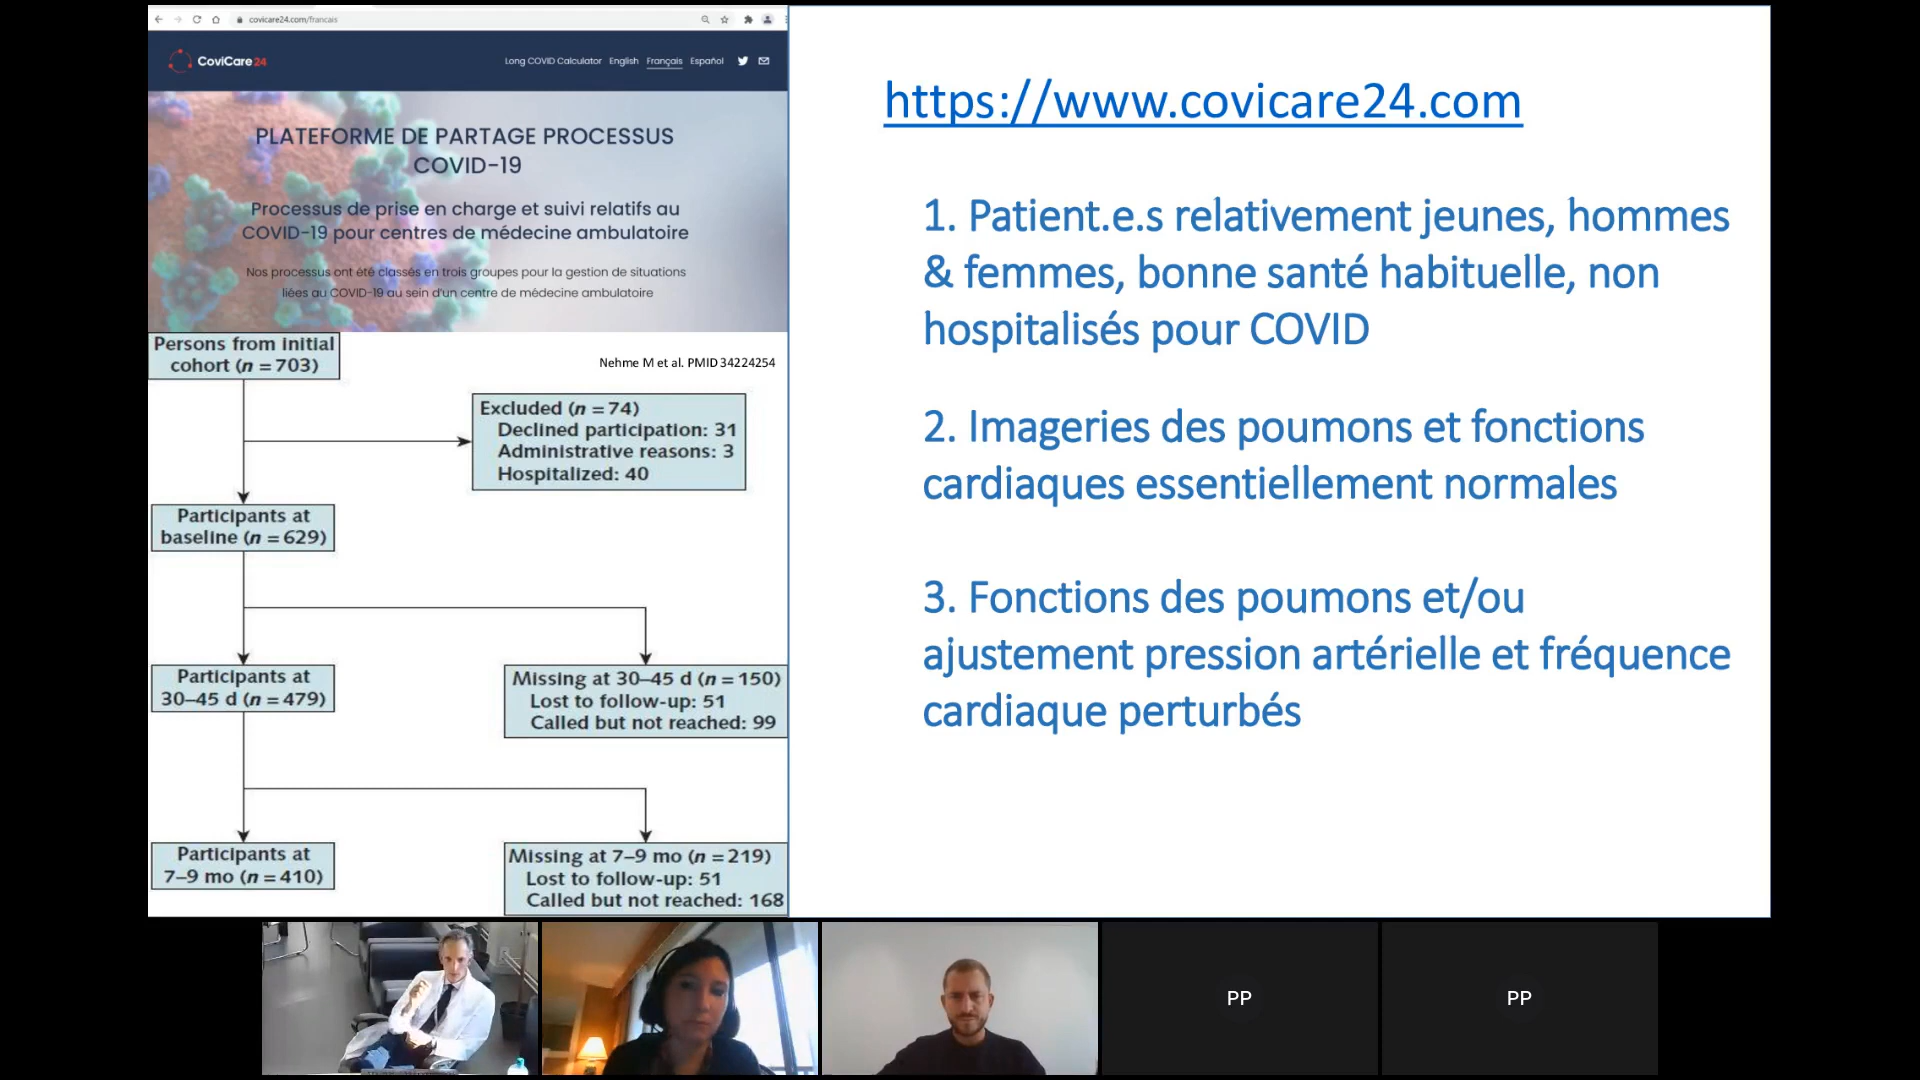 covicare24.com/francais
CoviCare24
Long COVID Calculator English Français Español
PLATEFORME DE PARTAGE PROCESSUS
COVID-19
Processus de prise en charge et suivi relatifs au
COVID-19 pour centres de médecine ambulatoire
Nos processus ont été classés en trois groupes pour la gestion de situations
liées au COVID-19 au sein d'un centre de médecine ambulatoire
Persons from initial
cohort (n = 703)
Nehme M et al. PMID 34224254
Excluded (n = 74)
Declined participation: 31
Administrative reasons: 3
Hospitalized: 40
Participants at
baseline (n = 629)
Participants at
30–45 d (n = 479)
Missing at 30–45 d (n = 150)
Lost to follow-up: 51
Called but not reached: 99
Participants at
7–9 mo (n = 410)
Missing at 7–9 mo (n = 219)
Lost to follow-up: 51
Called but not reached: 168
https://www.covicare24.com
1. Patient.e.s relativement jeunes, hommes
& femmes, bonne santé habituelle, non
hospitalisés pour COVID
2. Imageries des poumons et fonctions
cardiaques essentiellement normales
3. Fonctions des poumons et/ou
ajustement pression artérielle et fréquence
cardiaque perturbés
PP
PP